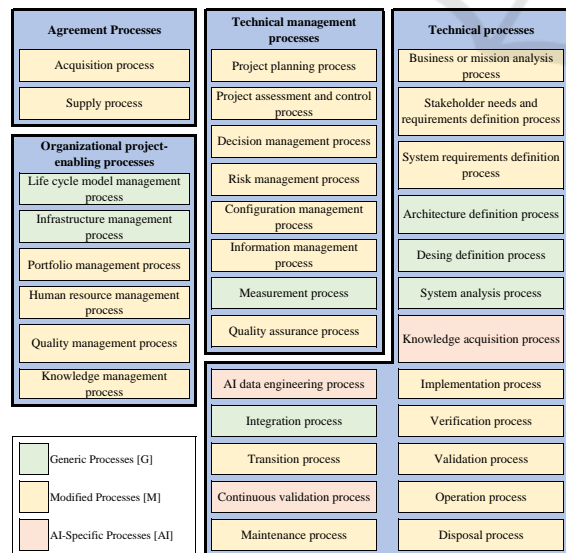 Agreement Processes
Acquisition process
Supply process
Organizational project-
enabling processes
Life cycle model management
process
Infrastructure management
process
Portfolio management process
Human resource management
process
Quality management process
Knowledge management
process
Generic Processes [G]
Modified Processes [M]
AI-Specific Processes [AI]
Technical management
processes
Project planning process
Project assessment and control
process
Decision management process
Risk management process
Configuration management
process
Information management
process
Measurement process
Quality assurance process
Technical processes
Business or mission analysis
process
Stakeholder needs and
requirements definition process
System requirements definition
process
Architecture definition process
Desing definition process
System analysis process
Knowledge acquisition process
AI data engineering process
Implementation process
Integration process
Verification process
Transition process
Validation process
Continuous validation process
Operation process
Maintenance process
Disposal process